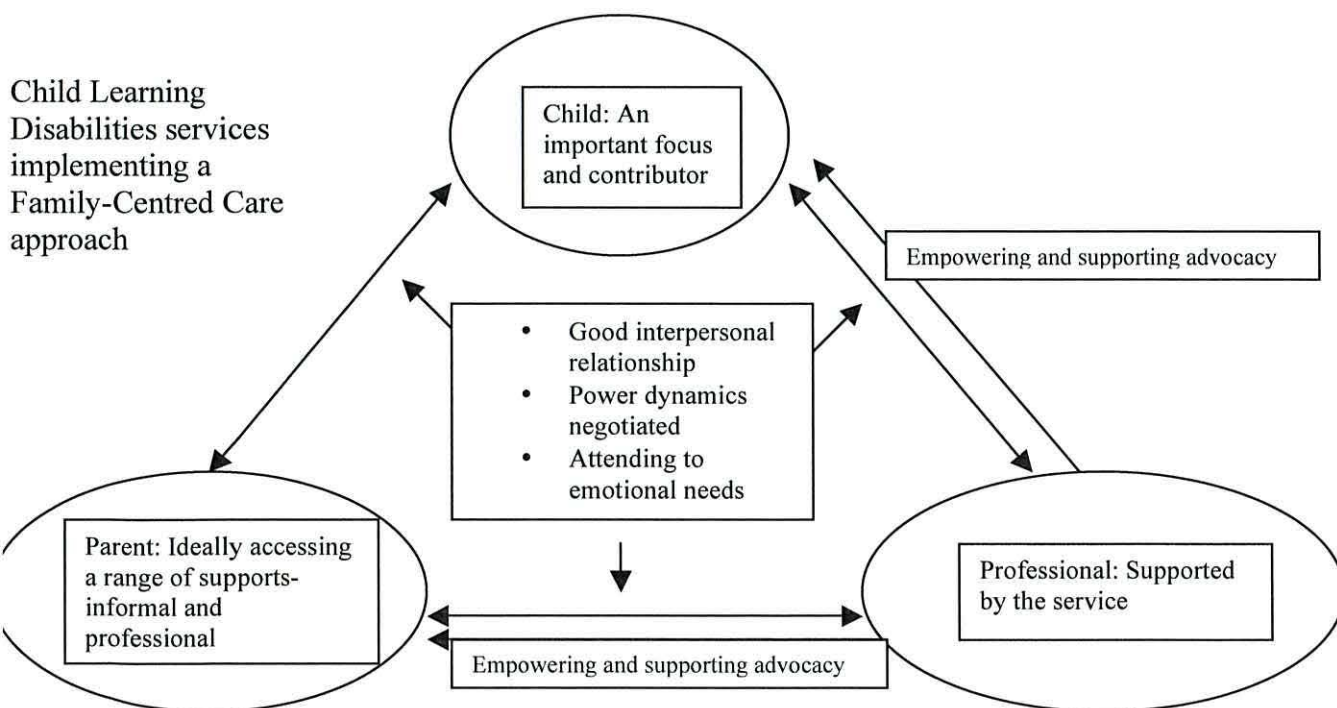 Child Learning
Disabilities services
implementing a
Family-Centred Care
approach
Child: An
important focus
and contributor
Empowering and supporting advocacy
• Good interpersonal
relationship
• Power dynamics
negotiated
• Attending to
emotional needs
Parent: Ideally accessing
a range of supports-
informal and
professional
Professional: Supported
by the service
Empowering and supporting advocacy